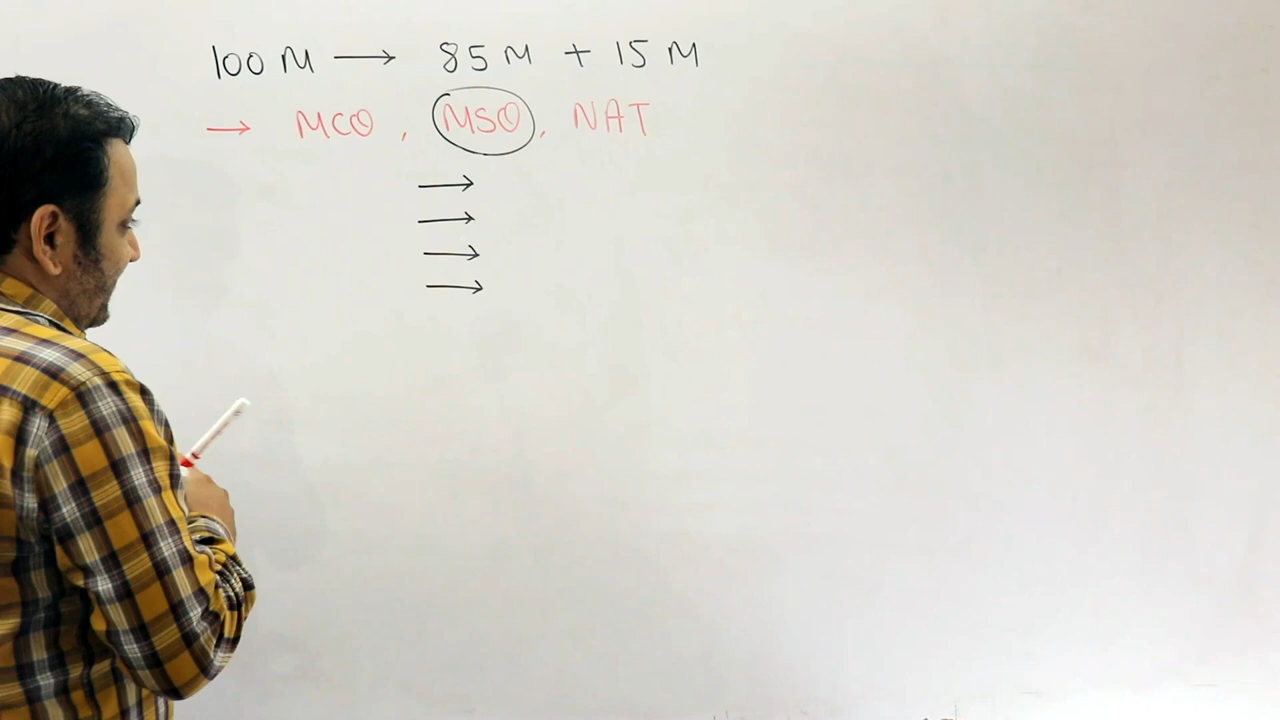 100 M → 85 M + 15 M
→ MCQ, MSQ, NAT
→
→
→
→